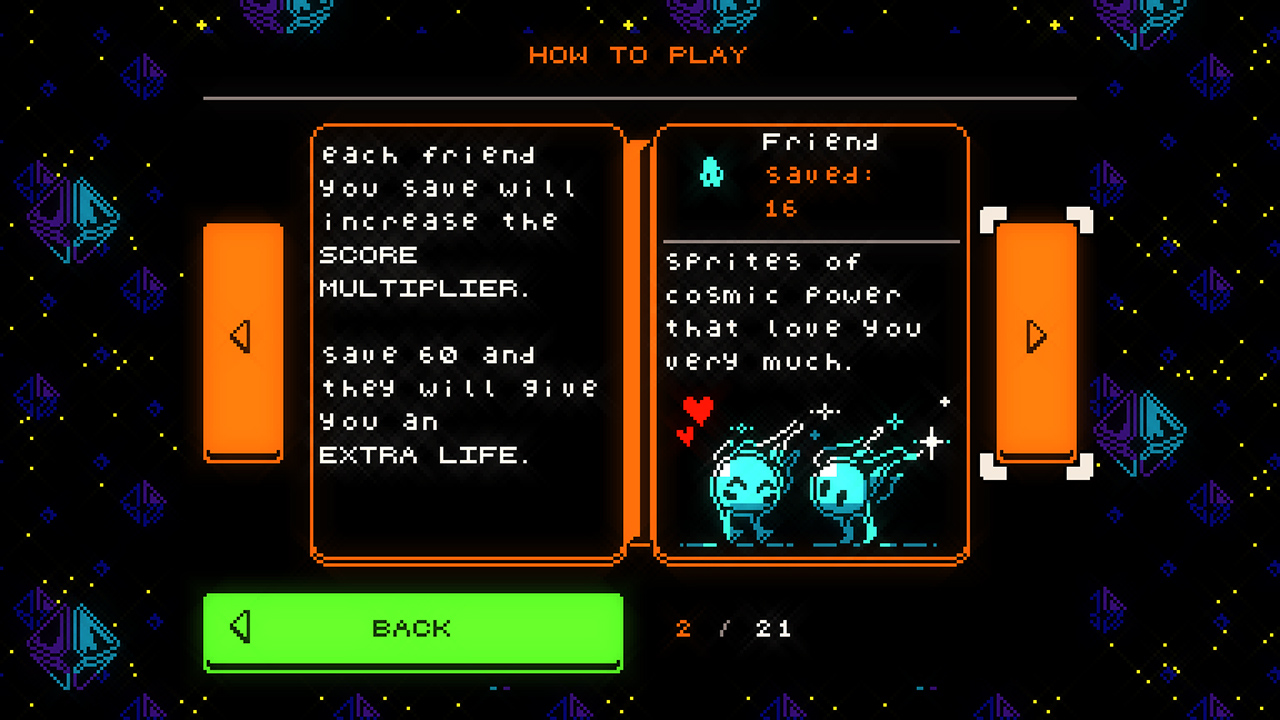 HOW TO PLAY
each friend
you save will
increase the
SCORE
MULTIPLIER.
save 60 and
they will give
you an
EXTRA LIFE.
Friend
saved:
16
sprites of
cosmic power
that love you
very much.
BACK
2 / 21